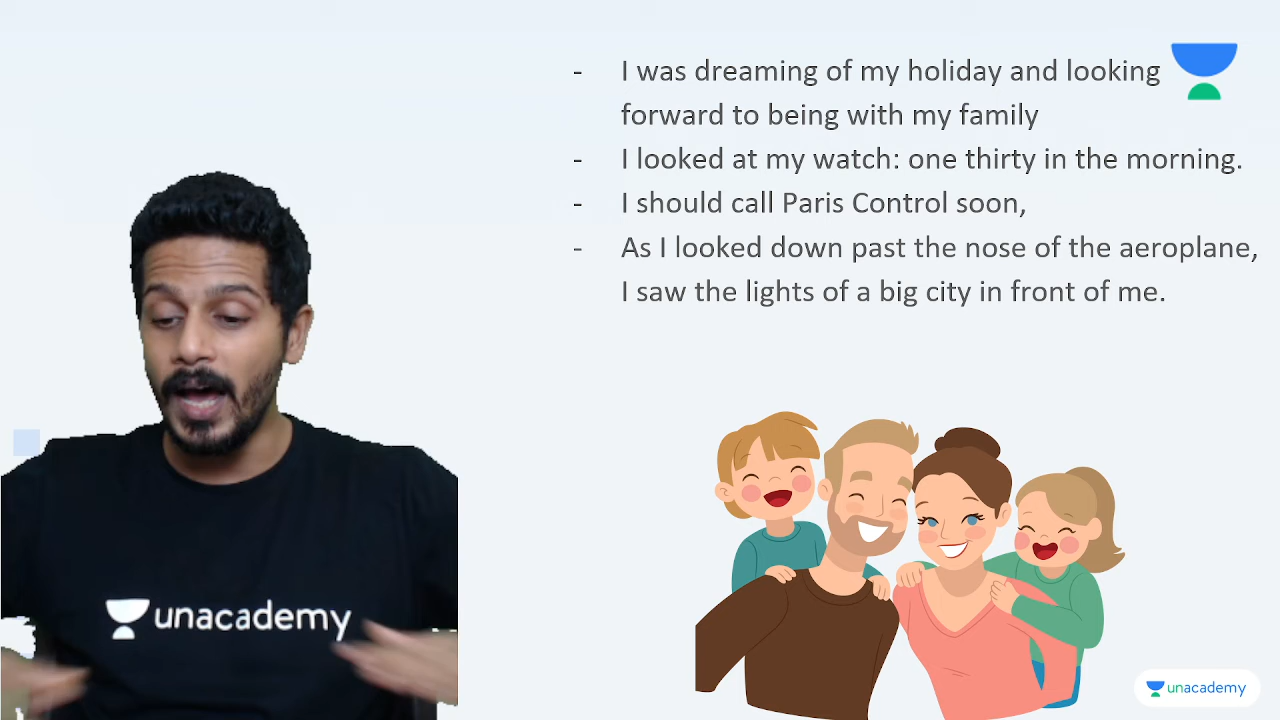 - I was dreaming of my holiday and looking
forward to being with my family
- I looked at my watch: one thirty in the morning.
- I should call Paris Control soon,
- As I looked down past the nose of the aeroplane,
I saw the lights of a big city in front of me.
unacademy
unacademy